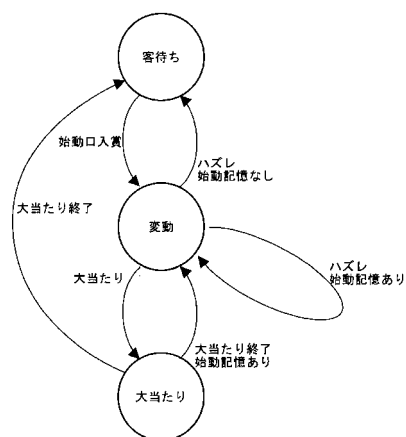 客待ち
始動口入賞
ハズレ
始動記憶なし
大当たり終了
変動
大当たり
ハズレ
始動記憶あり
大当たり終了
始動記憶あり
大当たり